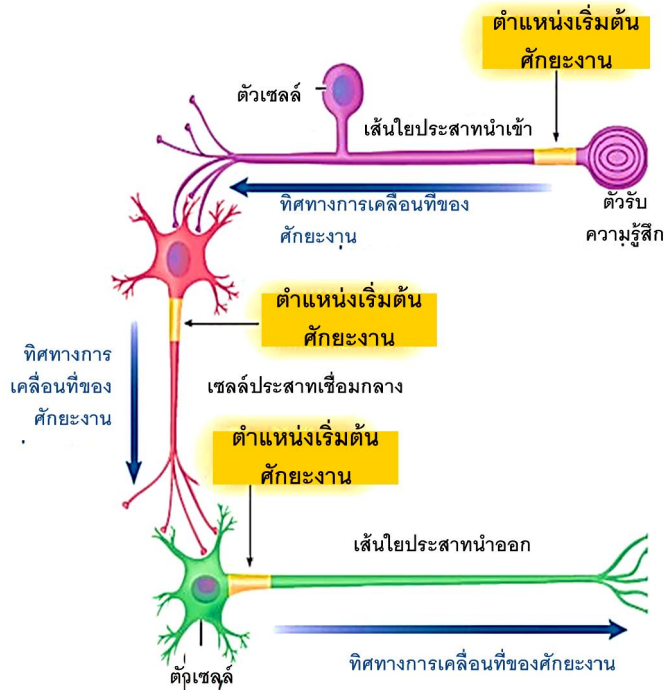 ตำแหน่งเริ่มต้น
ศักยะงาน
ตัวเซลล์
เส้นใยประสาทนำเข้า
ทิศทางการเคลื่อนที่ของ
ศักยะงาน
ตัวรับ
ความรู้สึก
ตำแหน่งเริ่มต้น
ศักยะงาน
ทิศทางการ
เคลื่อนที่ของ
ศักยะงาน
เซลล์ประสาทเชื่อมกลาง
ตำแหน่งเริ่มต้น
ศักยะงาน
เส้นใยประสาทนำออก
ทิศทางการเคลื่อนที่ของศักยะงาน
ตัวเซลล์